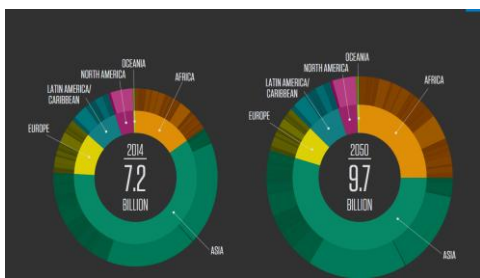 OCEANIA
NORTH AMERICA
AFRICA
LATIN AMERICA/
CARIBBEAN
EUROPE
2014
7.2
BILLION
ASIA
OCEANIA
NORTH AMERICA
AFRICA
LATIN AMERICA/
CARIBBEAN
EUROPE
2050
9.7
BILLION
ASIA